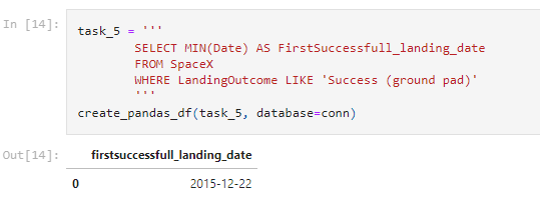 In [14]:
task_5 = '''
SELECT MIN(Date) AS FirstSuccessfull_landing_date
FROM SpaceX
WHERE LandingOutcome LIKE 'Success (ground pad)'
'''
create_pandas_df(task_5, database=conn)
Out[14]:
firstsuccessfull_landing_date
0 2015-12-22